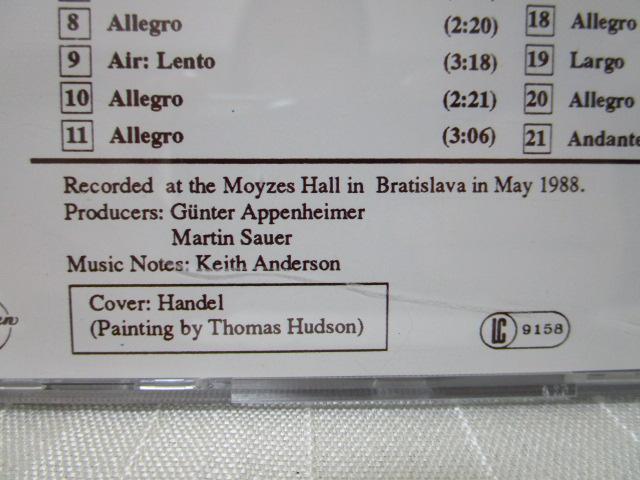 8 Allegro (2:20) 18 Allegro
9 Air: Lento (3:18) 19 Largo
10 Allegro (2:21) 20 Allegro
11 Allegro (3:06) 21 Andante
Recorded at the Moyzes Hall in Bratislava in May 1988.
Producers: Günter Appenheimer
Martin Sauer
Music Notes: Keith Anderson
Cover: Handel
(Painting by Thomas Hudson)
LC 9158